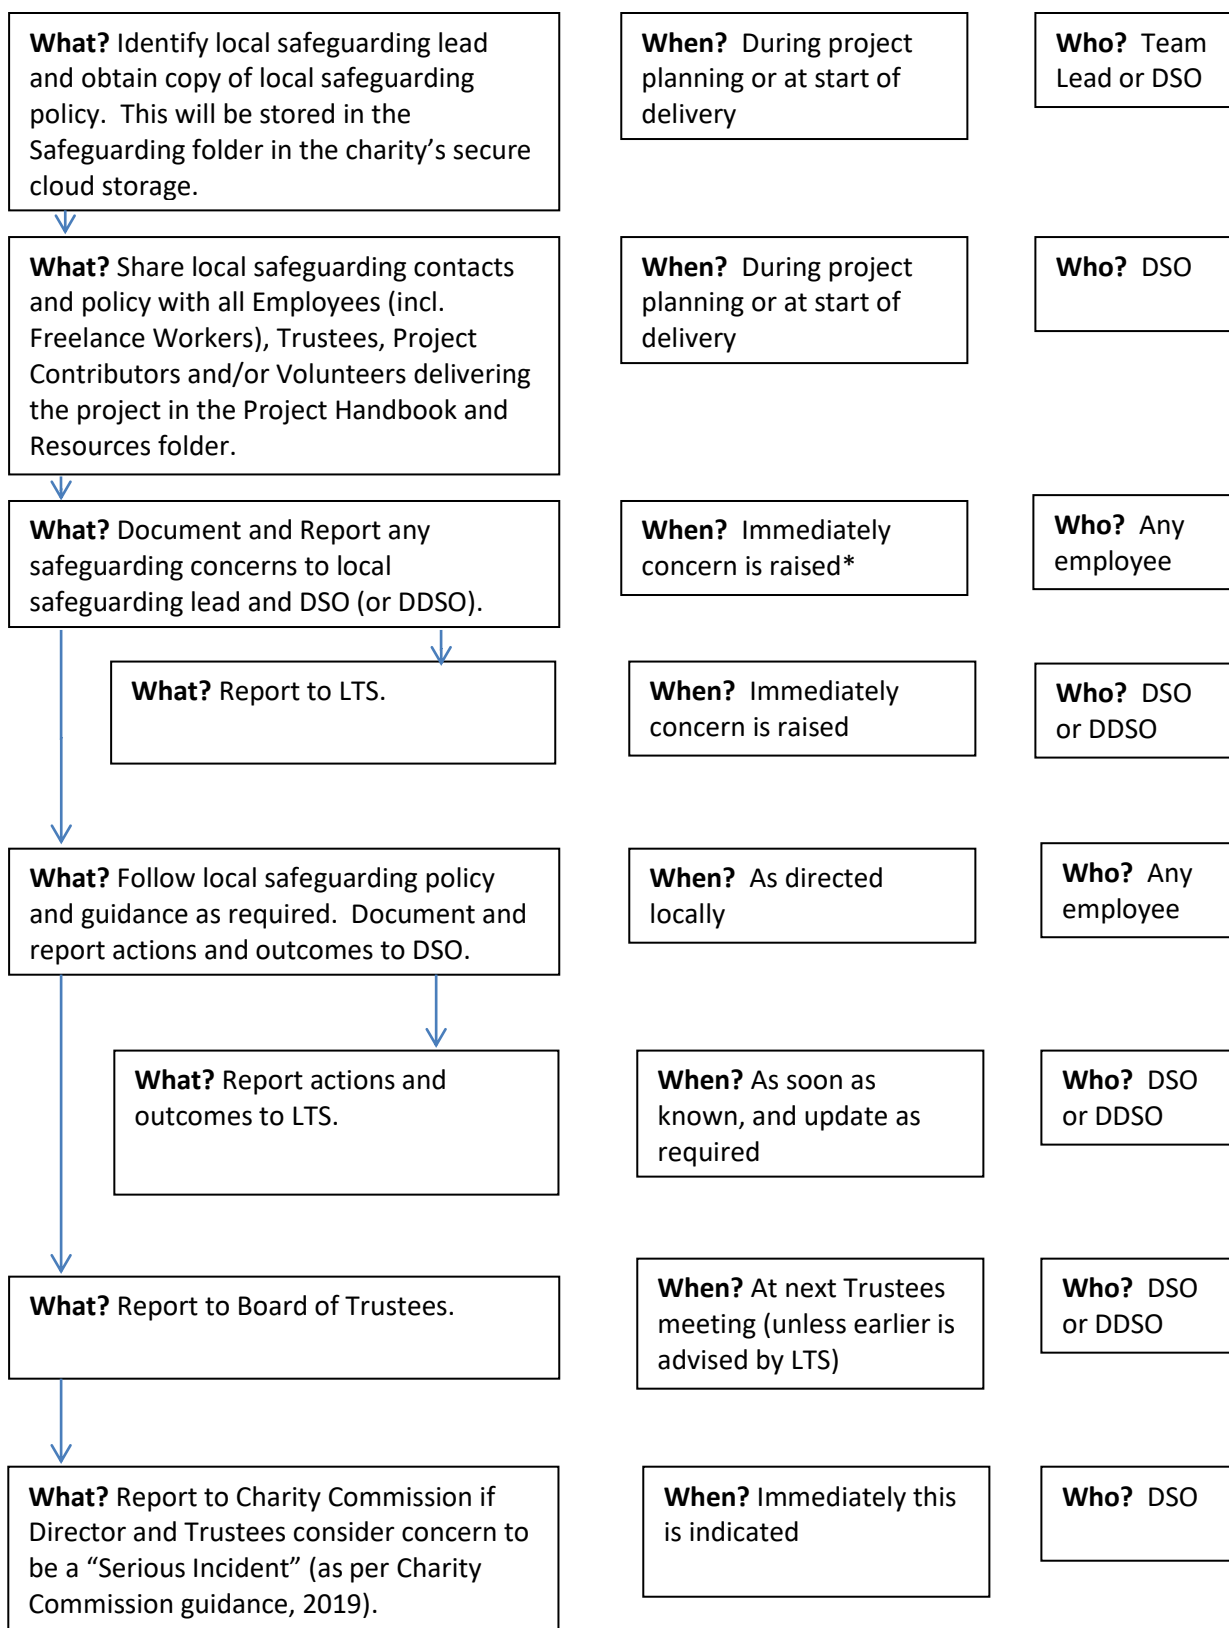 What? Identify local safeguarding lead
and obtain copy of local safeguarding
policy. This will be stored in the
Safeguarding folder in the charity’s secure
cloud storage.
When? During project
planning or at start of
delivery
Who? Team
Lead or DSO
What? Share local safeguarding contacts
and policy with all Employees (incl.
Freelance Workers), Trustees, Project
Contributors and/or Volunteers delivering
the project in the Project Handbook and
Resources folder.
When? During project
planning or at start of
delivery
Who? DSO
What? Document and Report any
safeguarding concerns to local
safeguarding lead and DSO (or DDSO).
When? Immediately
concern is raised*
Who? Any
employee
What? Report to LTS.
When? Immediately
concern is raised
Who? DSO
or DDSO
What? Follow local safeguarding policy
and guidance as required. Document and
report actions and outcomes to DSO.
When? As directed
locally
Who? Any
employee
What? Report actions and
outcomes to LTS.
When? As soon as
known, and update as
required
Who? DSO
or DDSO
What? Report to Board of Trustees.
When? At next Trustees
meeting (unless earlier is
advised by LTS)
Who? DSO
or DDSO
What? Report to Charity Commission if
Director and Trustees consider concern to
be a “Serious Incident” (as per Charity
Commission guidance, 2019).
When? Immediately this
is indicated
Who? DSO